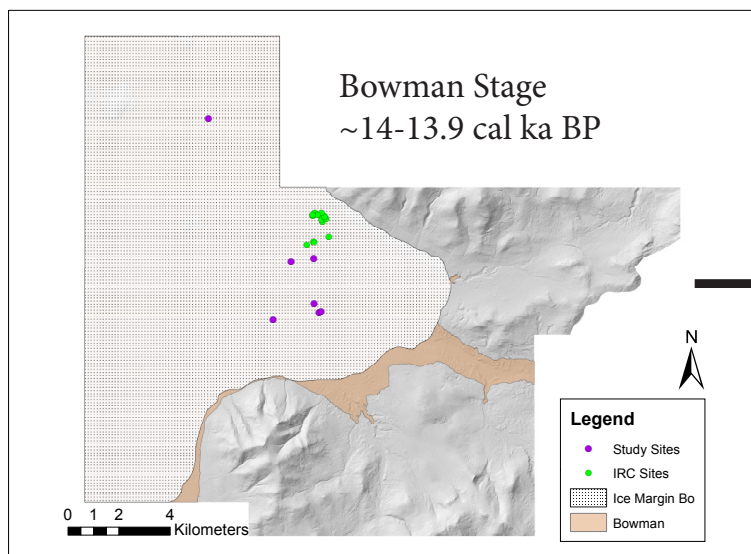 Bowman Stage
~14-13.9 cal ka BP
N
Legend
Study Sites
IRC Sites
Ice Margin Bo
Bowman
0 1 2 4
Kilometers